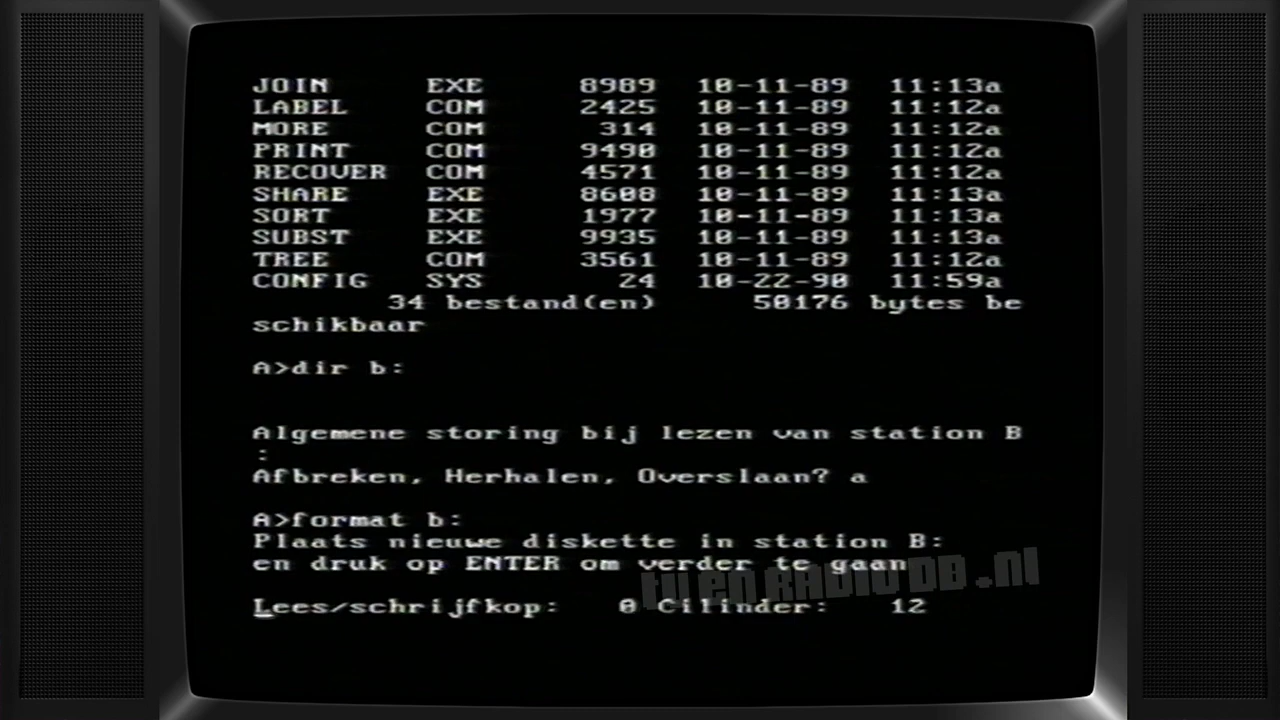 JOIN EXE 8989 10-11-89 11:13a
LABEL COM 2425 10-11-89 11:12a
MORE COM 314 10-11-89 11:12a
PRINT COM 9490 10-11-89 11:12a
RECOVER COM 4571 10-11-89 11:12a
SHARE EXE 8608 10-11-89 11:13a
SORT EXE 1977 10-11-89 11:13a
SUBST EXE 9935 10-11-89 11:13a
TREE COM 3561 10-11-89 11:12a
CONFIG SYS 24 10-22-90 11:59a
34 bestand(en) 50176 bytes be
schikbaar
A>dir b:
Algemene storing bij lezen van station B
:
Afbreken, Herhalen, Overslaan? a
A>format b:
Plaats nieuwe diskette in station B:
en druk op ENTER om verder te gaan
tv en RADIO DB .nl
Lees/schrijfkop: 0 Cilinder: 12